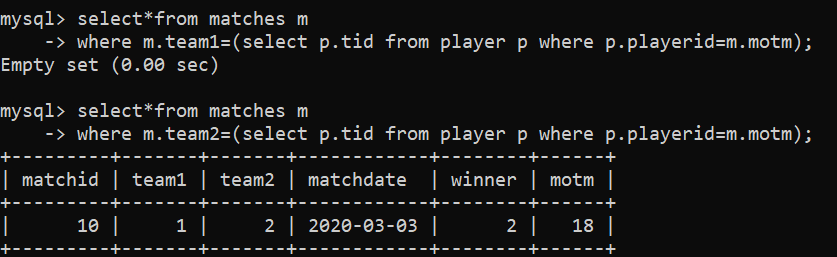 mysql> select*from matches m
    -> where m.team1=(select p.tid from player p where p.playerid=m.motm);
Empty set (0.00 sec)
mysql> select*from matches m
    -> where m.team2=(select p.tid from player p where p.playerid=m.motm);
+---------+-------+-------+------------+--------+------+
| matchid | team1 | team2 | matchdate  | winner | motm |
+---------+-------+-------+------------+--------+------+
|      10 |     1 |     2 | 2020-03-03 |      2 |   18 |
+---------+-------+-------+------------+--------+------+